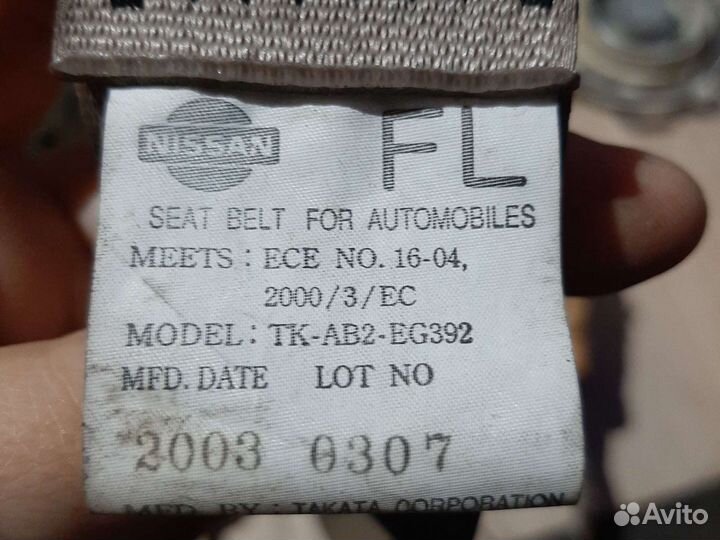 NISSAN FL
SEAT BELT FOR AUTOMOBILES
MEETS : ECE NO. 16-04,
2000/3/EC
MODEL: TK-AB2-EG392
MFD. DATE LOT NO
2003 0307
MFD. BY : TAKATA CORPORATION
Avito